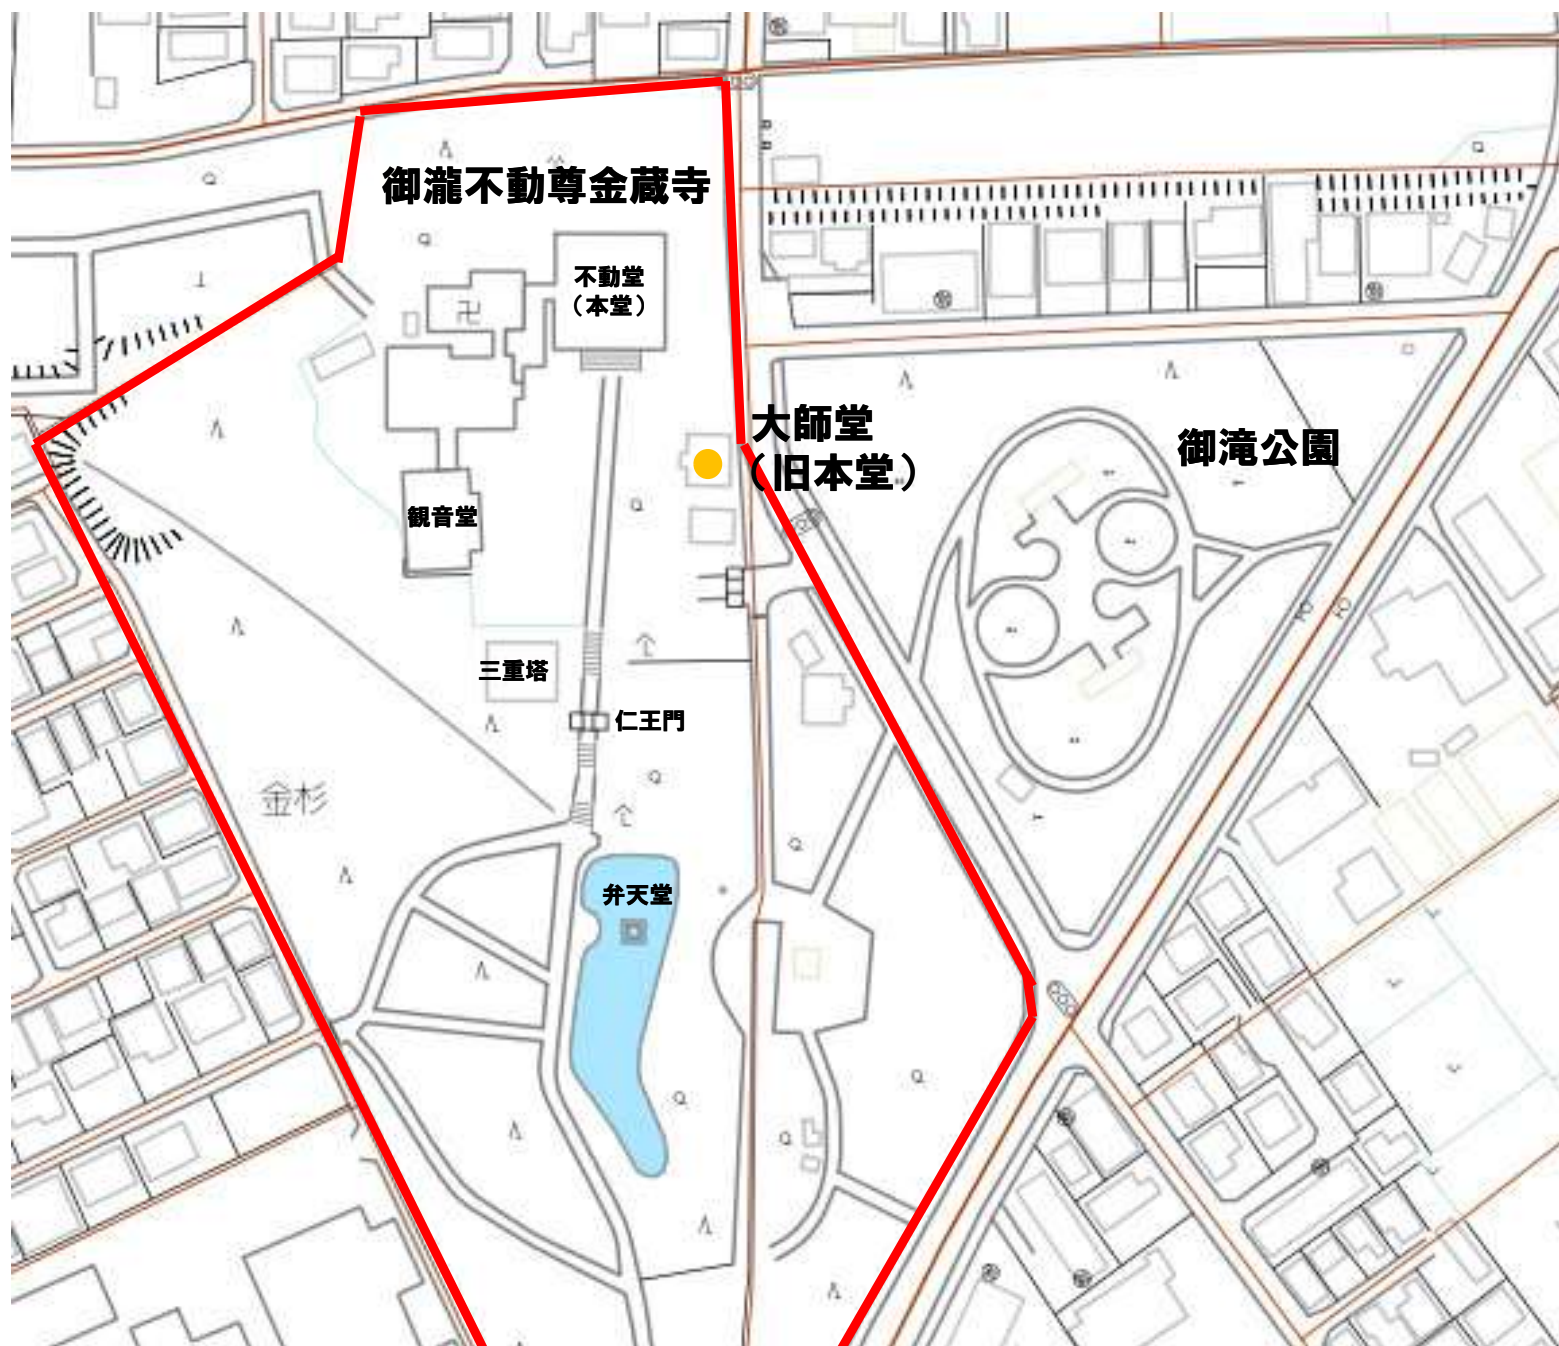 御瀧不動尊金蔵寺
不動堂
（本堂）
卍
大師堂
（旧本堂）
御滝公園
観音堂
三重塔
仁王門
金杉
弁天堂